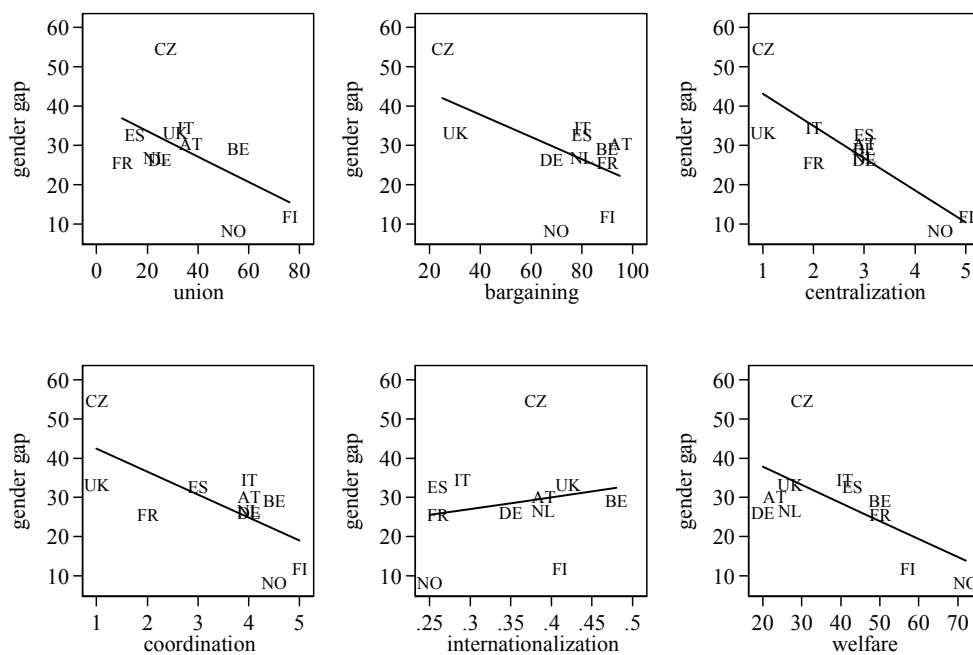 60
50
40
30
20
10
gender gap
CZ
ES
UK
IT
AT
FR
NL
DE
BE
NO
FI
0 20 40 60 80
union
60
50
40
30
20
10
gender gap
CZ
UK
IT
ES
AT
BE
DE
NL
FR
NO
FI
20 40 60 80 100
bargaining
60
50
40
30
20
10
gender gap
CZ
UK
IT
ES
AT
BE
DE
FR
NO
FI
1 2 3 4 5
centralization
60
50
40
30
20
10
gender gap
CZ
UK
FR
ES
IT
AT
BE
NL
DE
NO
FI
1 2 3 4 5
coordination
60
50
40
30
20
10
gender gap
CZ
ES
IT
UK
AT
BE
FR
DE
NL
NO
FI
.25 .3 .35 .4 .45 .5
internationalization
60
50
40
30
20
10
gender gap
CZ
UK
IT
ES
AT
BE
DE
NL
FR
FI
NO
20 30 40 50 60 70
welfare